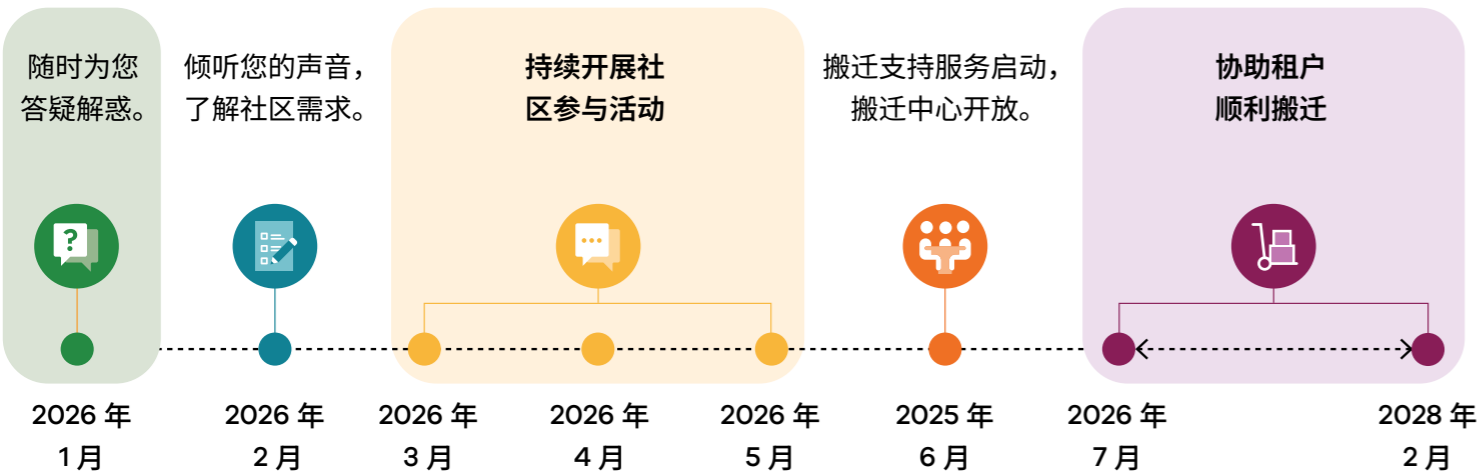 随时为您
答疑解惑。
倾听您的声音，
了解社区需求。
持续开展社
区参与活动
搬迁支持服务启动，
搬迁中心开放。
协助租户
顺利搬迁
?
2026 年
1 月
2026 年
2 月
2026 年
3 月
2026 年
4 月
2026 年
5 月
2025 年
6 月
2026 年
7 月
2028 年
2 月